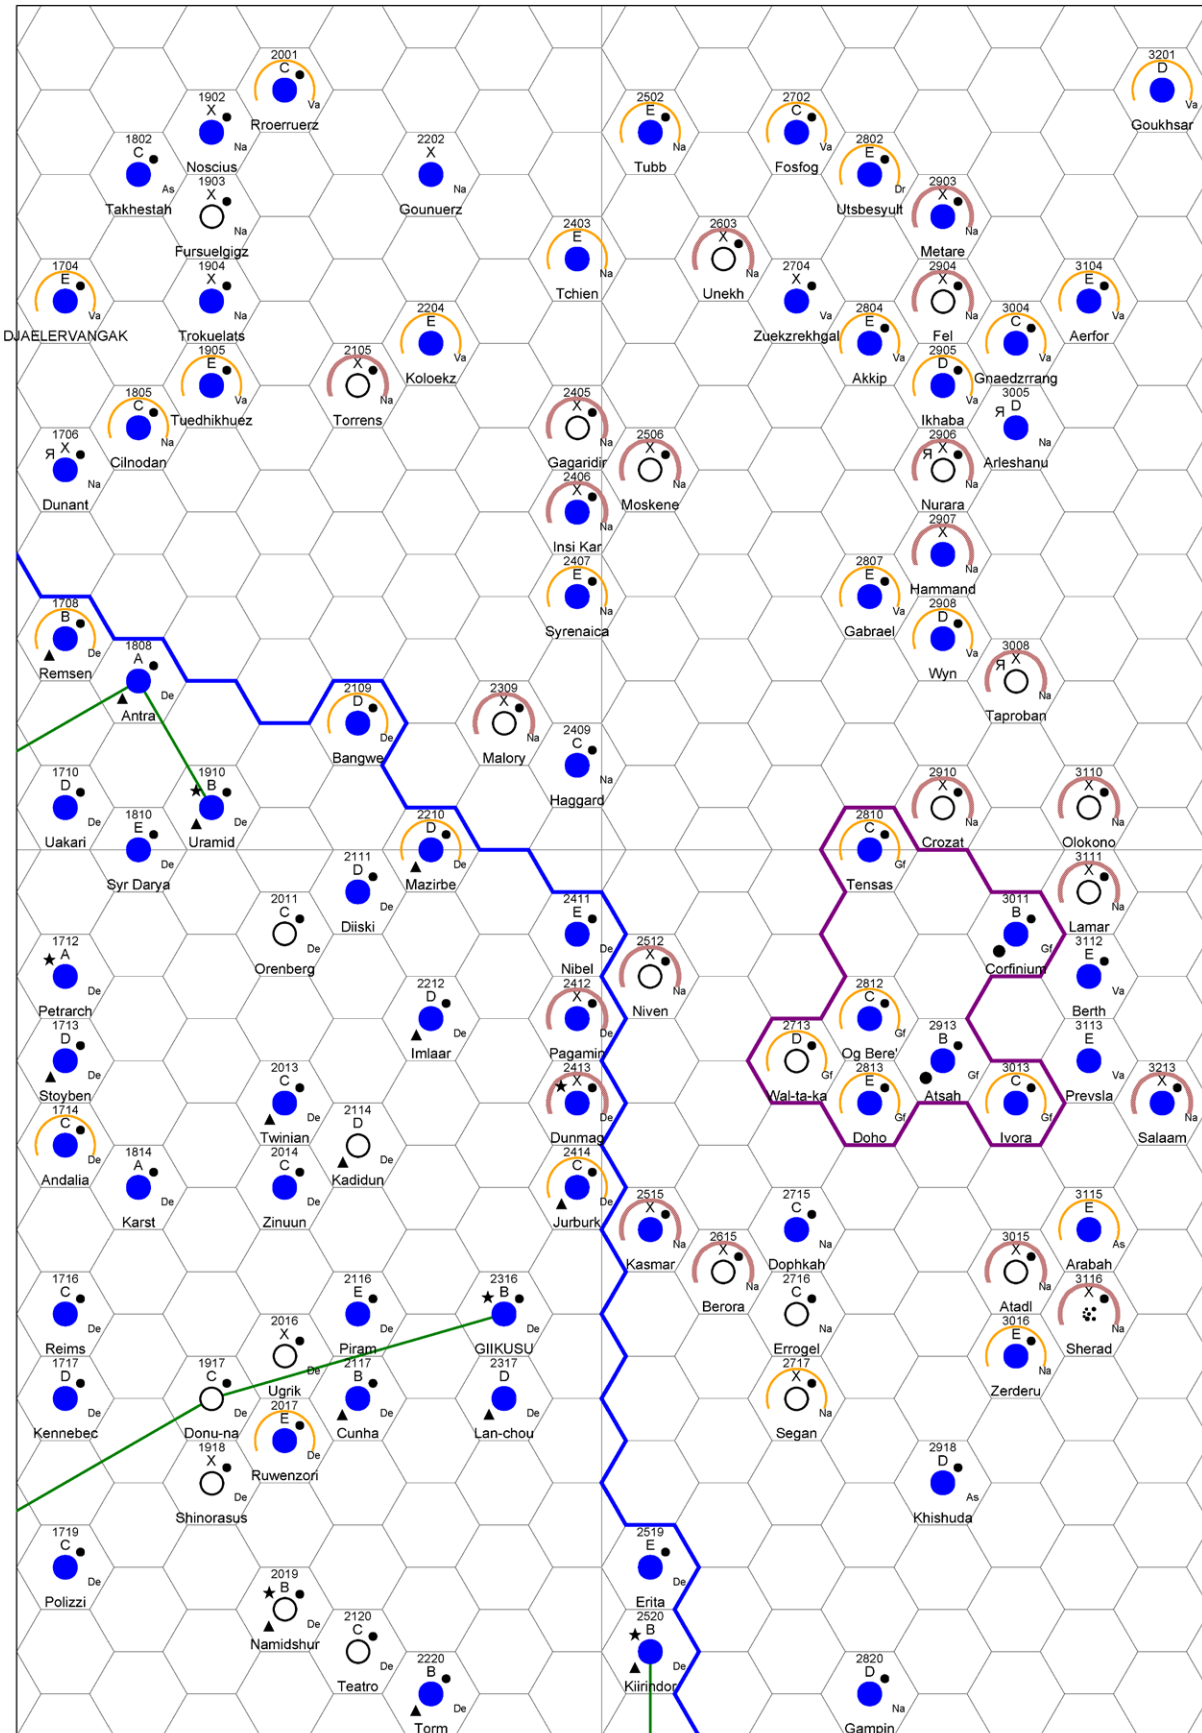 2001
C
Va
Rroerruerz
3201
D
Va
Goukhsar
1902
X
Na
Noscius
2502
E
Na
Tubb
2702
C
Va
Fosfog
1802
C
As
Takhestah
2202
X
Na
Gounuerz
2802
E
Dr
Utsbesyult
1903
X
Na
Fursuelgigz
2903
X
Na
Metare
2403
E
Na
Tchien
2603
X
Na
Unekh
1704
E
Va
DJAELERVANGAK
1904
X
Na
Trokuelats
2704
X
Va
Zuekzrekhgal
2904
X
Na
Fel
3104
E
Va
Aerfor
2204
E
Va
Koloekz
2804
E
Va
Akkip
3004
C
Va
Gnaedzrrang
1905
E
Va
Tuedhikhuez
2105
X
Na
Torrens
2905
D
Va
Ikhaba
1805
C
Na
Cilnodan
2405
X
Na
Gagaridir
3005
Я D
Na
Arleshanu
1706
Я X
Na
Dunant
2506
X
Na
Moskene
2906
Я X
Na
Nurara
2406
X
Na
Insi Kar
2907
X
Na
Hammand
2407
E
Na
Syrenaica
2807
E
Va
Gabrael
1708
B
De
Remsen
2908
D
Va
Wyn
1808
A
De
Antra
3008
Я X
Na
Taproban
2109
D
De
Bangwe
2309
X
Na
Malory
2409
C
Na
Haggard
1710
D
De
Uakari
1910
B
De
Uramid
2910
X
Na
Crozat
3110
X
Na
Olokono
1810
E
De
Syr Darya
2210
D
De
Mazirbe
2810
C
Gf
Tensas
2111
D
De
Diiski
3111
X
Na
Lamar
2011
C
De
Orenberg
2411
E
De
Nibel
3011
B
Gf
Corfinium
1712
A
De
Petrarch
2512
X
Na
Niven
3112
E
Va
Berth
2212
D
De
Imlaar
2412
X
De
Pagamin
2812
C
Gf
Og Bere'
1713
D
De
Stoyben
2713
D
Gf
Wal-ta-ka
2913
B
Gf
Atsah
3113
E
Va
Prevsla
2013
C
De
Twinian
2413
X
De
Dunmag
2813
E
Gf
Doho
3013
C
Gf
Ivora
3213
X
Na
Salaam
1714
C
De
Andalia
2114
D
De
Kadidun
1814
A
De
Karst
2014
C
De
Zinuun
2414
C
De
Jurburk
2515
X
Na
Kasmar
2715
C
Na
Dophkah
3115
E
As
Arabah
2615
X
Na
Berora
3015
X
Na
Atadl
1716
C
De
Reims
2116
E
De
Piram
2316
B
De
GIIKUSU
2716
C
Na
Errogel
3116
X
Na
Sherad
2016
X
De
Ugrik
3016
E
Na
Zerderu
1717
D
De
Kennebec
1917
C
De
Donu-na
2117
B
De
Cunha
2317
D
De
Lan-chou
2717
X
Na
Segan
2017
E
De
Ruwenzori
1918
X
De
Shinorasus
2918
D
As
Khishuda
1719
C
De
Polizzi
2519
E
De
Erita
2019
B
De
Namidshur
2120
C
De
Teatro
2520
B
De
Kiirindor
2220
B
De
Torm
2820
D
Na
Gampin